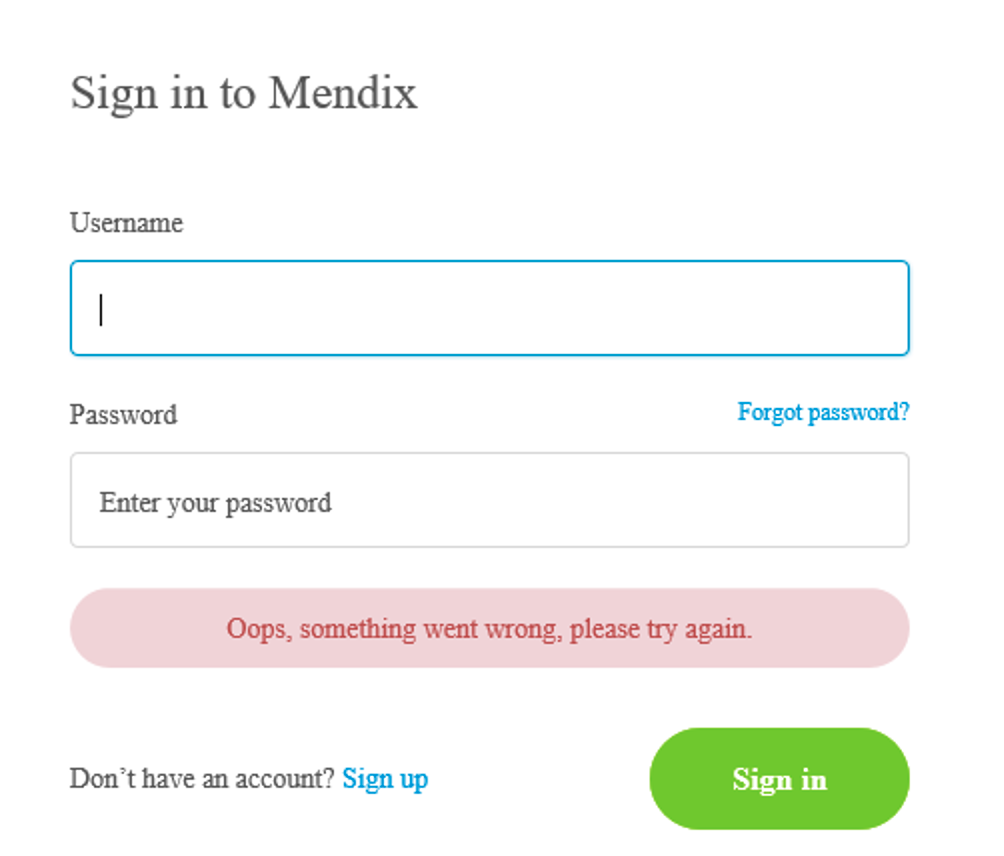 Sign in to Mendix
Username
Password
Forgot password?
Enter your password
Oops, something went wrong, please try again.
Don’t have an account? Sign up
Sign in